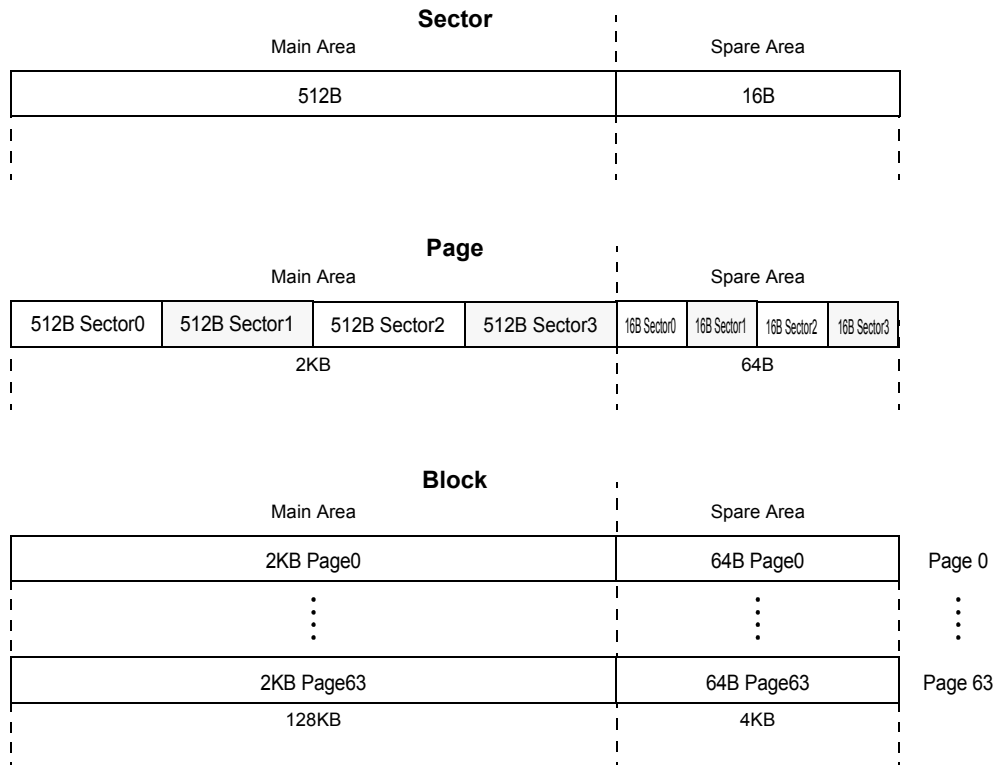 Sector
Main Area Spare Area
512B 16B
Page
Main Area Spare Area
512B Sector0 512B Sector1 512B Sector2 512B Sector3 16B Sector0 16B Sector1 16B Sector2 16B Sector3
2KB 64B
Block
Main Area Spare Area
2KB Page0 64B Page0 Page 0
2KB Page63 64B Page63 Page 63
128KB 4KB